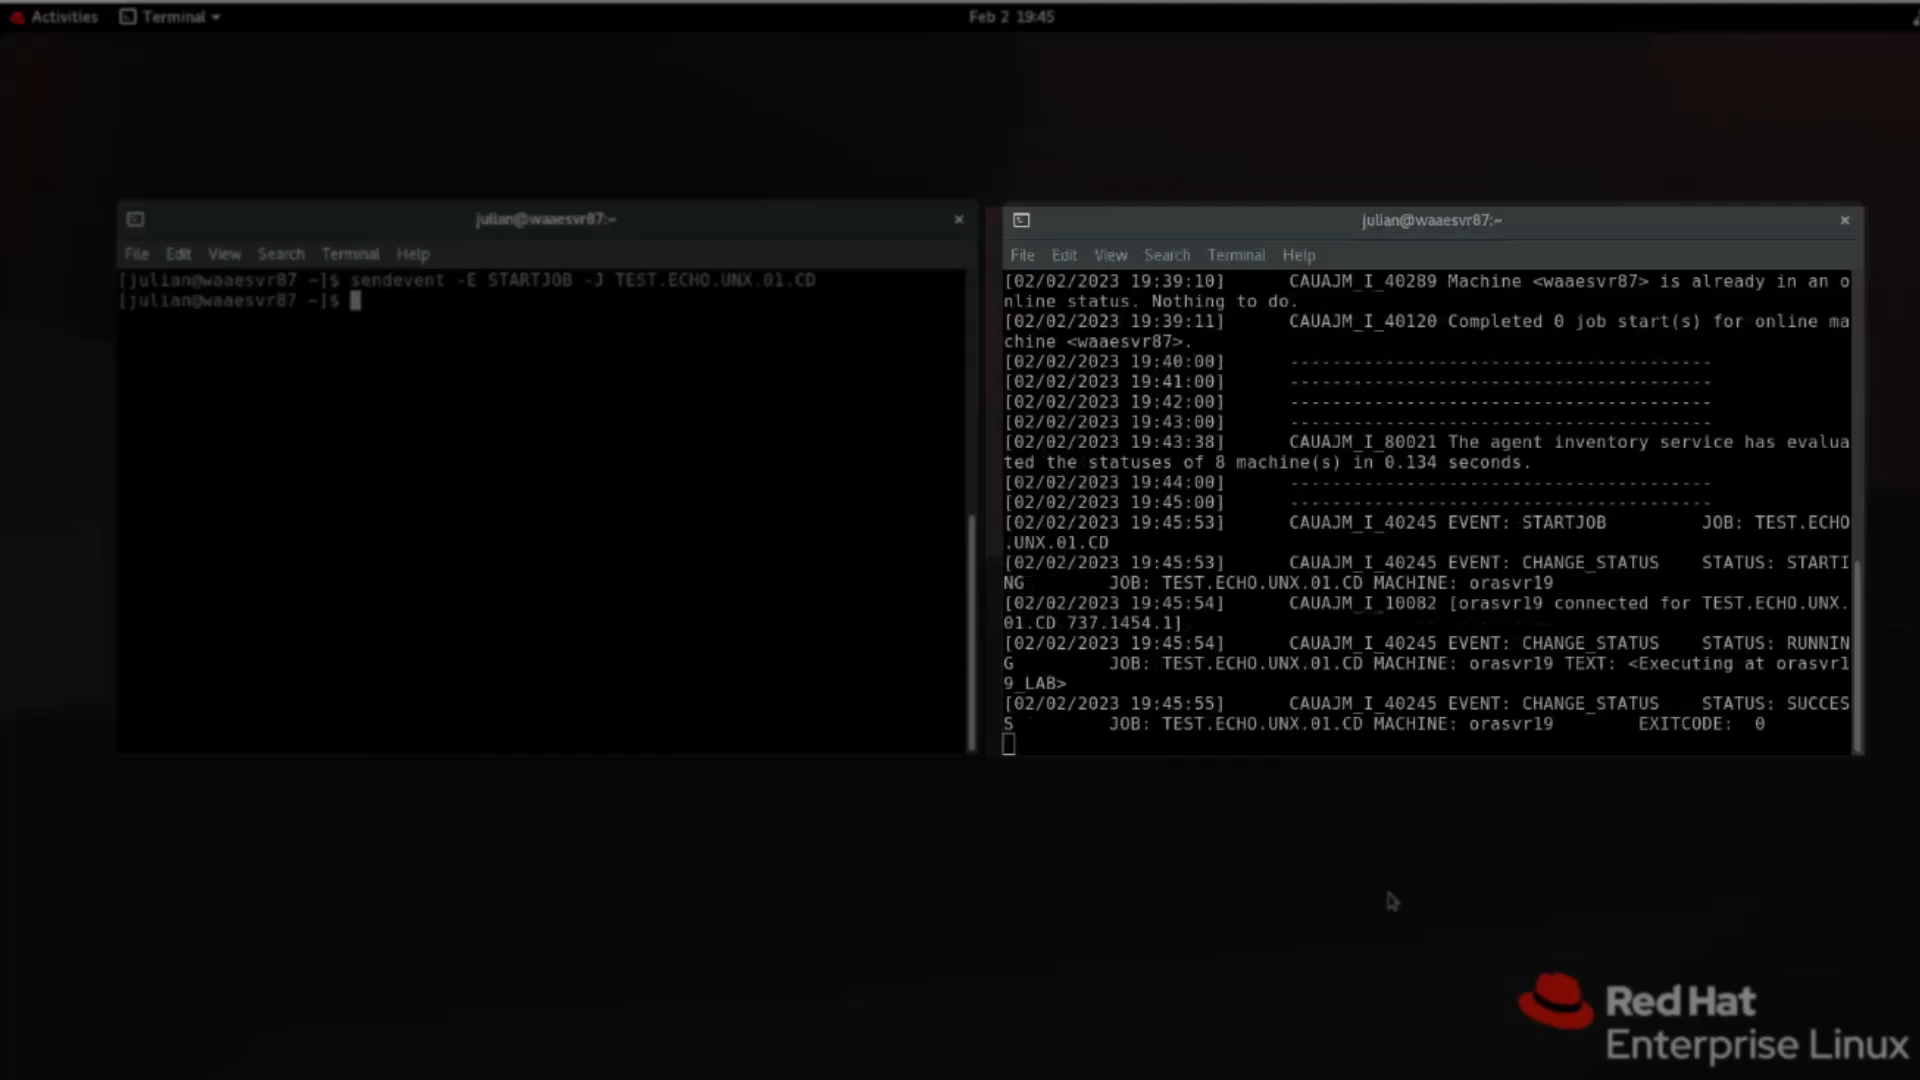 Activities Terminal Feb 2 19:45
julian@waaesvr87:~ ×
File Edit View Search Terminal Help
[julian@waaesvr87 ~]$ sendevent -E STARTJOB -J TEST.ECHO.UNX.01.CD
[julian@waaesvr87 ~]$
julian@waaesvr87:~ ×
File Edit View Search Terminal Help
[02/02/2023 19:39:10] CAUAJM_I_40289 Machine <waaesvr87> is already in an o
nline status. Nothing to do.
[02/02/2023 19:39:11] CAUAJM_I_40120 Completed 0 job start(s) for online ma
chine <waaesvr87>.
[02/02/2023 19:40:00] ----------------------------------------
[02/02/2023 19:41:00] ----------------------------------------
[02/02/2023 19:42:00] ----------------------------------------
[02/02/2023 19:43:00] ----------------------------------------
[02/02/2023 19:43:38] CAUAJM_I_80021 The agent inventory service has evalua
ted the statuses of 8 machine(s) in 0.134 seconds.
[02/02/2023 19:44:00] ----------------------------------------
[02/02/2023 19:45:00] ----------------------------------------
[02/02/2023 19:45:53] CAUAJM_I_40245 EVENT: STARTJOB JOB: TEST.ECHO
.UNX.01.CD
[02/02/2023 19:45:53] CAUAJM_I_40245 EVENT: CHANGE_STATUS STATUS: STARTI
NG JOB: TEST.ECHO.UNX.01.CD MACHINE: orasvr19
[02/02/2023 19:45:54] CAUAJM_I_10082 [orasvr19 connected for TEST.ECHO.UNX.
01.CD 737.1454.1]
[02/02/2023 19:45:54] CAUAJM_I_40245 EVENT: CHANGE_STATUS STATUS: RUNNIN
G JOB: TEST.ECHO.UNX.01.CD MACHINE: orasvr19 TEXT: <Executing at orasvr1
9_LAB>
[02/02/2023 19:45:55] CAUAJM_I_40245 EVENT: CHANGE_STATUS STATUS: SUCCES
S JOB: TEST.ECHO.UNX.01.CD MACHINE: orasvr19 EXITCODE: 0
Red Hat
Enterprise Linux